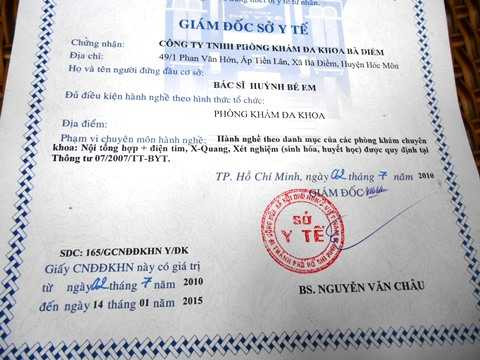 GIÁM ĐỐC SỞ Y TẾ
Chứng nhận: CÔNG TY TNHH PHÒNG KHÁM ĐA KHOA BÀ ĐIỂM
Địa chỉ: 49/1 Phan Văn Hớn, Ấp Tiền Lân, Xã Bà Điểm, Huyện Hóc Môn
Họ và tên người đứng đầu cơ sở:
BÁC SĨ HUỲNH BÉ EM
Đủ điều kiện hành nghề theo hình thức tổ chức:
PHÒNG KHÁM ĐA KHOA
Địa điểm:
Phạm vi chuyên môn hành nghề: Hành nghề theo danh mục của các phòng khám chuyên
khoa: Nội tổng hợp + điện tim, X-Quang, Xét nghiệm (sinh hóa, huyết học) được quy định tại
Thông tư 07/2007/TT-BYT.
TP. Hồ Chí Minh, ngày 02 tháng 7 năm 2010
GIÁM ĐỐC
SỞ
Y TẾ
SDC: 165/GCNĐĐKHN Y/ĐK
Giấy CNĐĐKHN này có giá trị
từ ngày 02 tháng 7 năm 2010
đến ngày 14 tháng 01 năm 2015
BS. NGUYỄN VĂN CHÂU